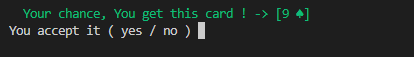 Your chance, You get this card ! -> [9 ♠]
You accept it ( yes / no )